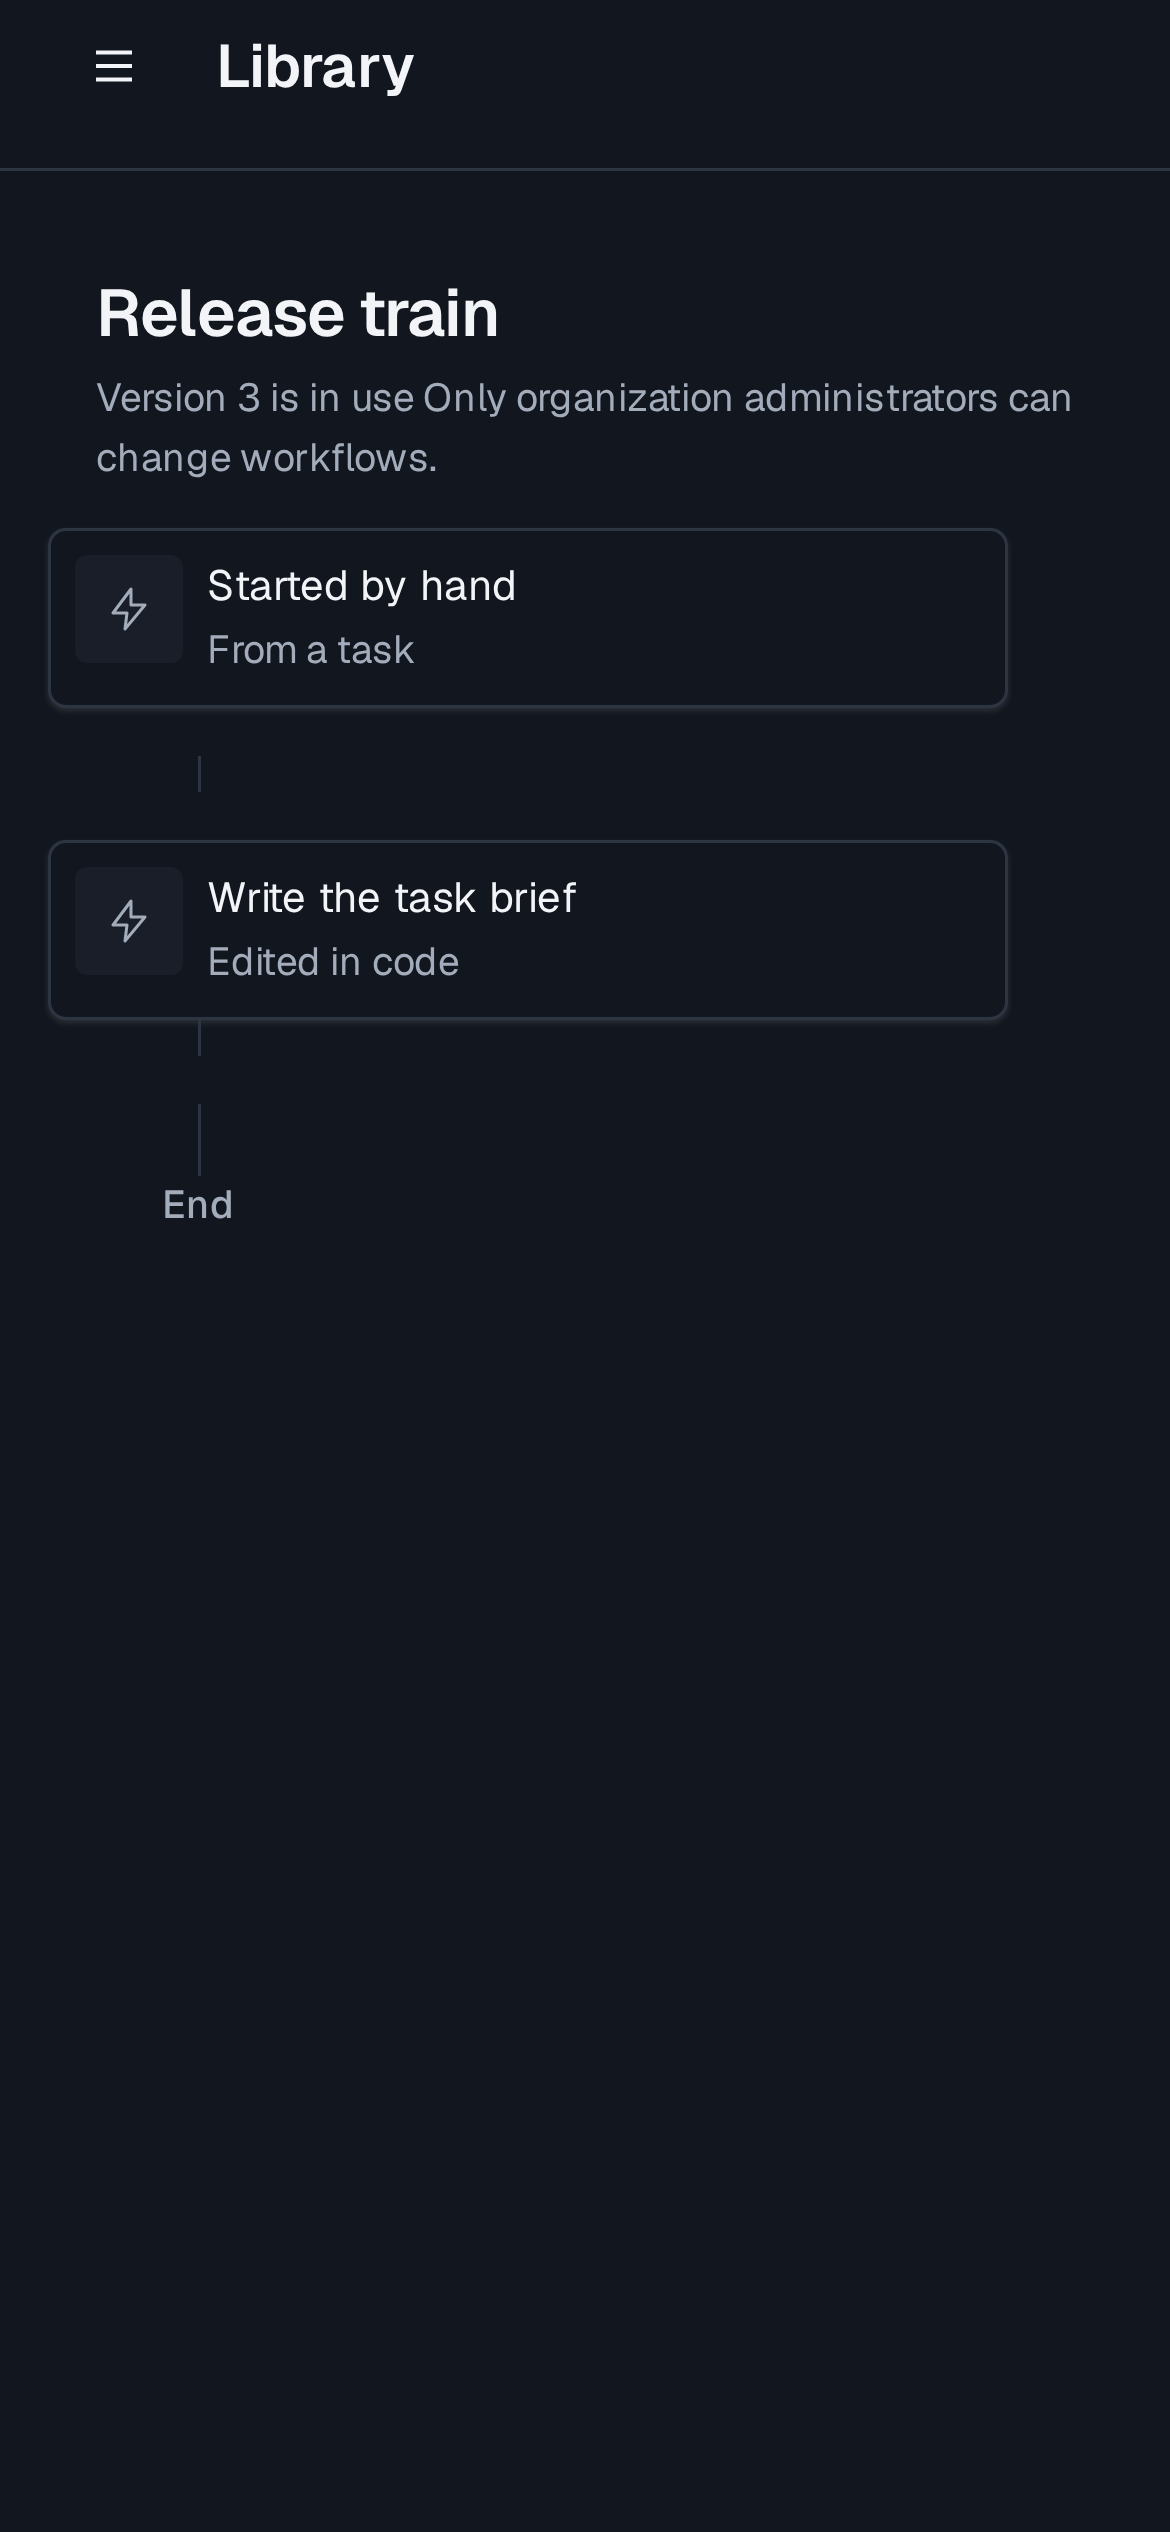 Library
Release train
Version 3 is in use Only organization administrators can
change workflows.
Started by hand
From a task
Write the task brief
Edited in code
End